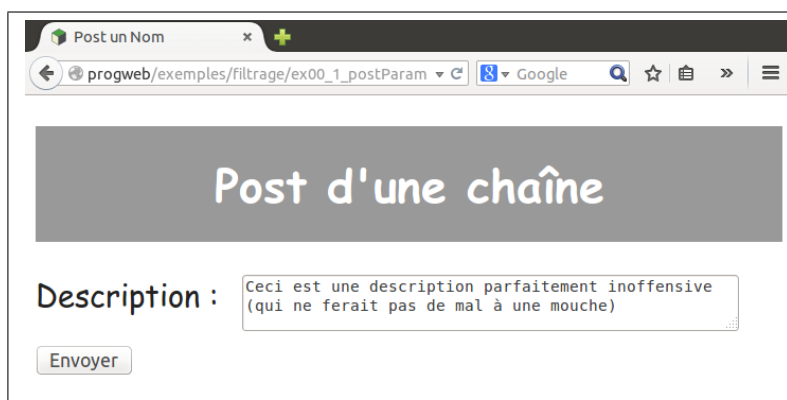 Post un Nom
progweb/exemples/filtrage/ex00_1_postParam
Google
Post d'une chaîne
Description :
Ceci est une description parfaitement inoffensive
(qui ne ferait pas de mal à une mouche)
Envoyer